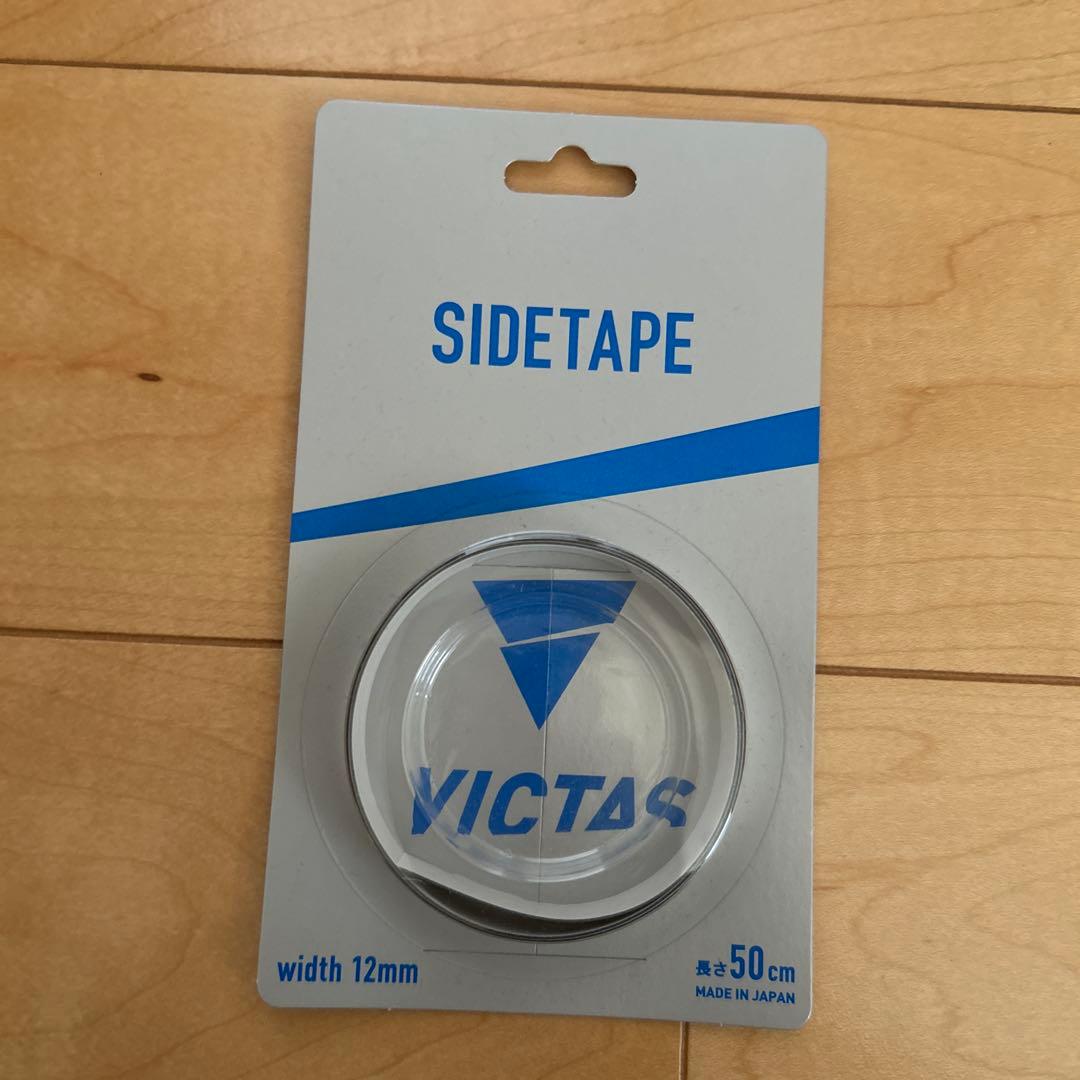 SIDETAPE
VICTAS
width 12mm
長さ50cm
MADE IN JAPAN